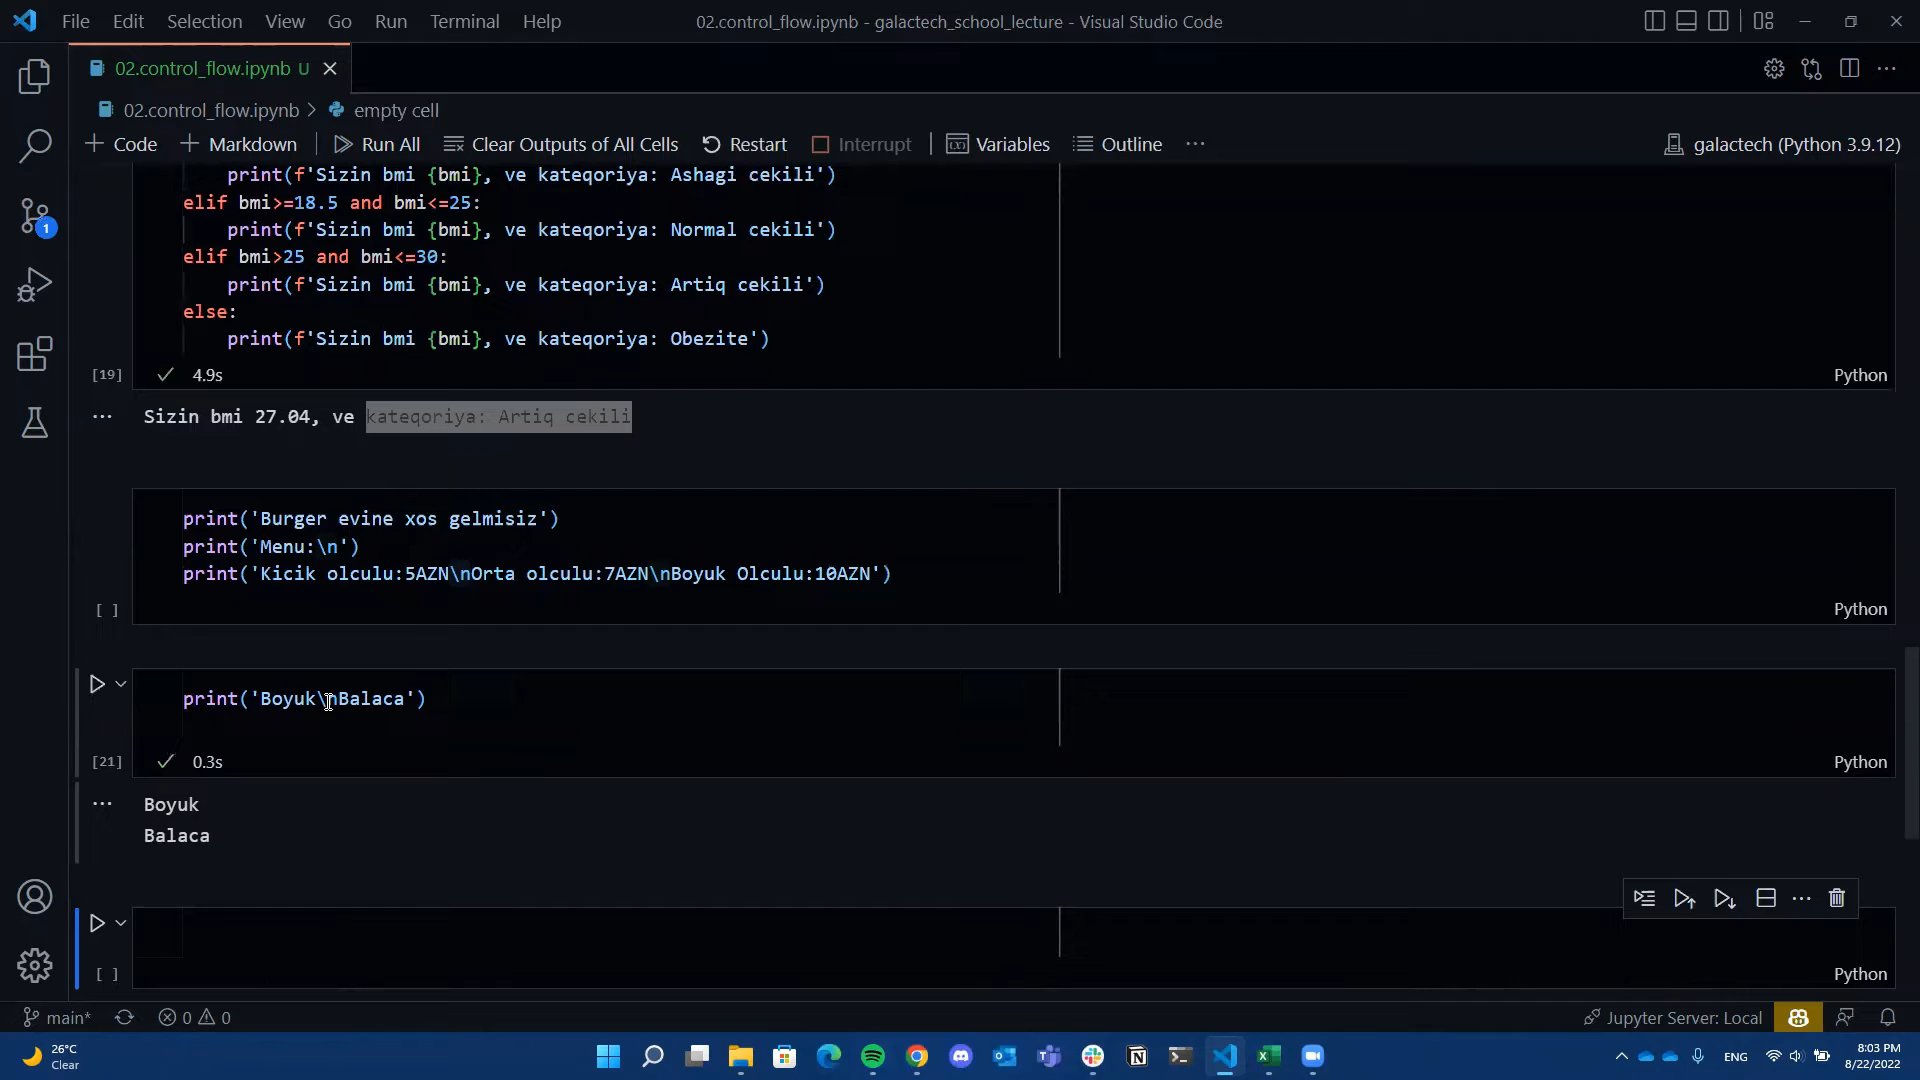 File Edit Selection View Go Run Terminal Help
02.control_flow.ipynb - galactech_school_lecture - Visual Studio Code
02.control_flow.ipynb U
02.control_flow.ipynb > empty cell
+ Code + Markdown Run All Clear Outputs of All Cells Restart Interrupt Variables Outline ... galactech (Python 3.9.12)
print(f'Sizin bmi {bmi}, ve kateqoriya: Ashagi cekili')
elif bmi>=18.5 and bmi<=25:
print(f'Sizin bmi {bmi}, ve kateqoriya: Normal cekili')
elif bmi>25 and bmi<=30:
print(f'Sizin bmi {bmi}, ve kateqoriya: Artiq cekili')
else:
print(f'Sizin bmi {bmi}, ve kateqoriya: Obezite')
[19] 4.9s Python
... Sizin bmi 27.04, ve kateqoriya: Artiq cekili
print('Burger evine xos gelmisiz')
print('Menu:\n')
print('Kicik olculu:5AZN\nOrta olculu:7AZN\nBoyuk Olculu:10AZN')
[ ] Python
print('Boyuk\nBalaca')
[21] 0.3s Python
... Boyuk
Balaca
[ ] Python
1
main* 0 0 Jupyter Server: Local
26°C
Clear
ENG
8:03 PM
8/22/2022